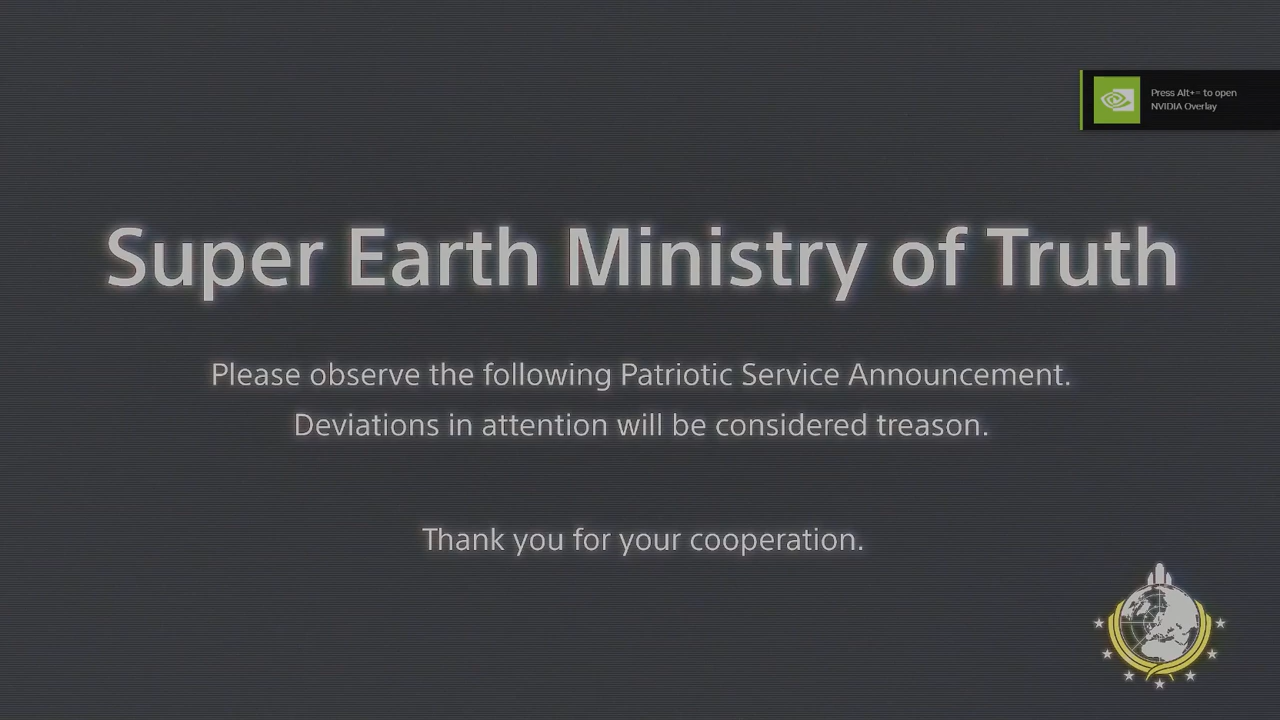 Press Alt+= to open
NVIDIA Overlay
Super Earth Ministry of Truth
Please observe the following Patriotic Service Announcement.
Deviations in attention will be considered treason.
Thank you for your cooperation.